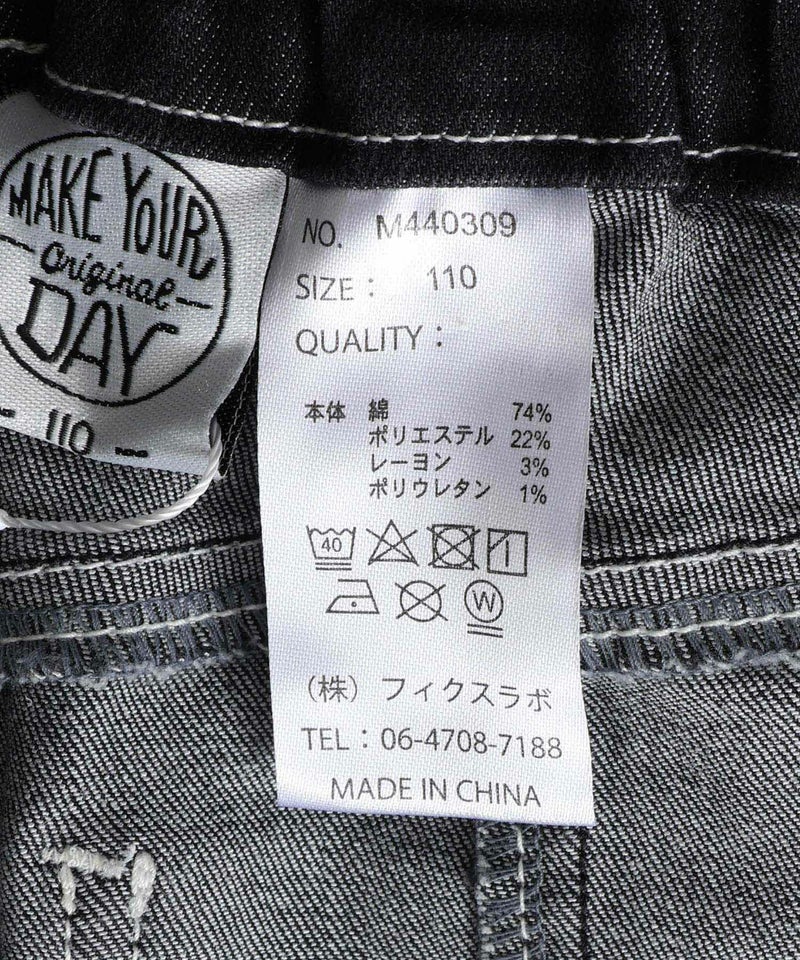 MAKE YOUR
Original
DAY
110
NO. M440309
SIZE : 110
QUALITY :
本体 綿 74%
ポリエステル 22%
レーヨン 3%
ポリウレタン 1%
40
W
(株) フィクスラボ
TEL : 06-4708-7188
MADE IN CHINA